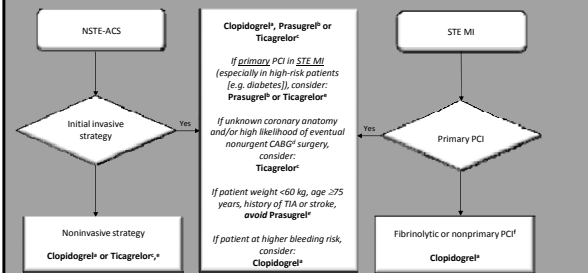 NSTE-ACS
Initial invasive
strategy
Yes
Noninvasive strategy
Clopidogrelᵃ or Ticagrelorᶜ,ᵉ
Clopidogrelᵃ, Prasugrelᵇ or
Ticagrelorᶜ
If primary PCI in STE MI
(especially in high-risk patients
[e.g. diabetes]), consider:
Prasugrelᵇ or Ticagrelorᵉ
If unknown coronary anatomy
and/or high likelihood of eventual
nonurgent CABGᵈ surgery,
consider:
Ticagrelorᶜ
If patient weight <60 kg, age ≥75
years, history of TIA or stroke,
avoid Prasugrelᵉ
If patient at higher bleeding risk,
consider:
Clopidogrelᵃ
STE MI
Yes
Primary PCI
Fibrinolytic or nonprimary PCIᶠ
Clopidogrelᵃ